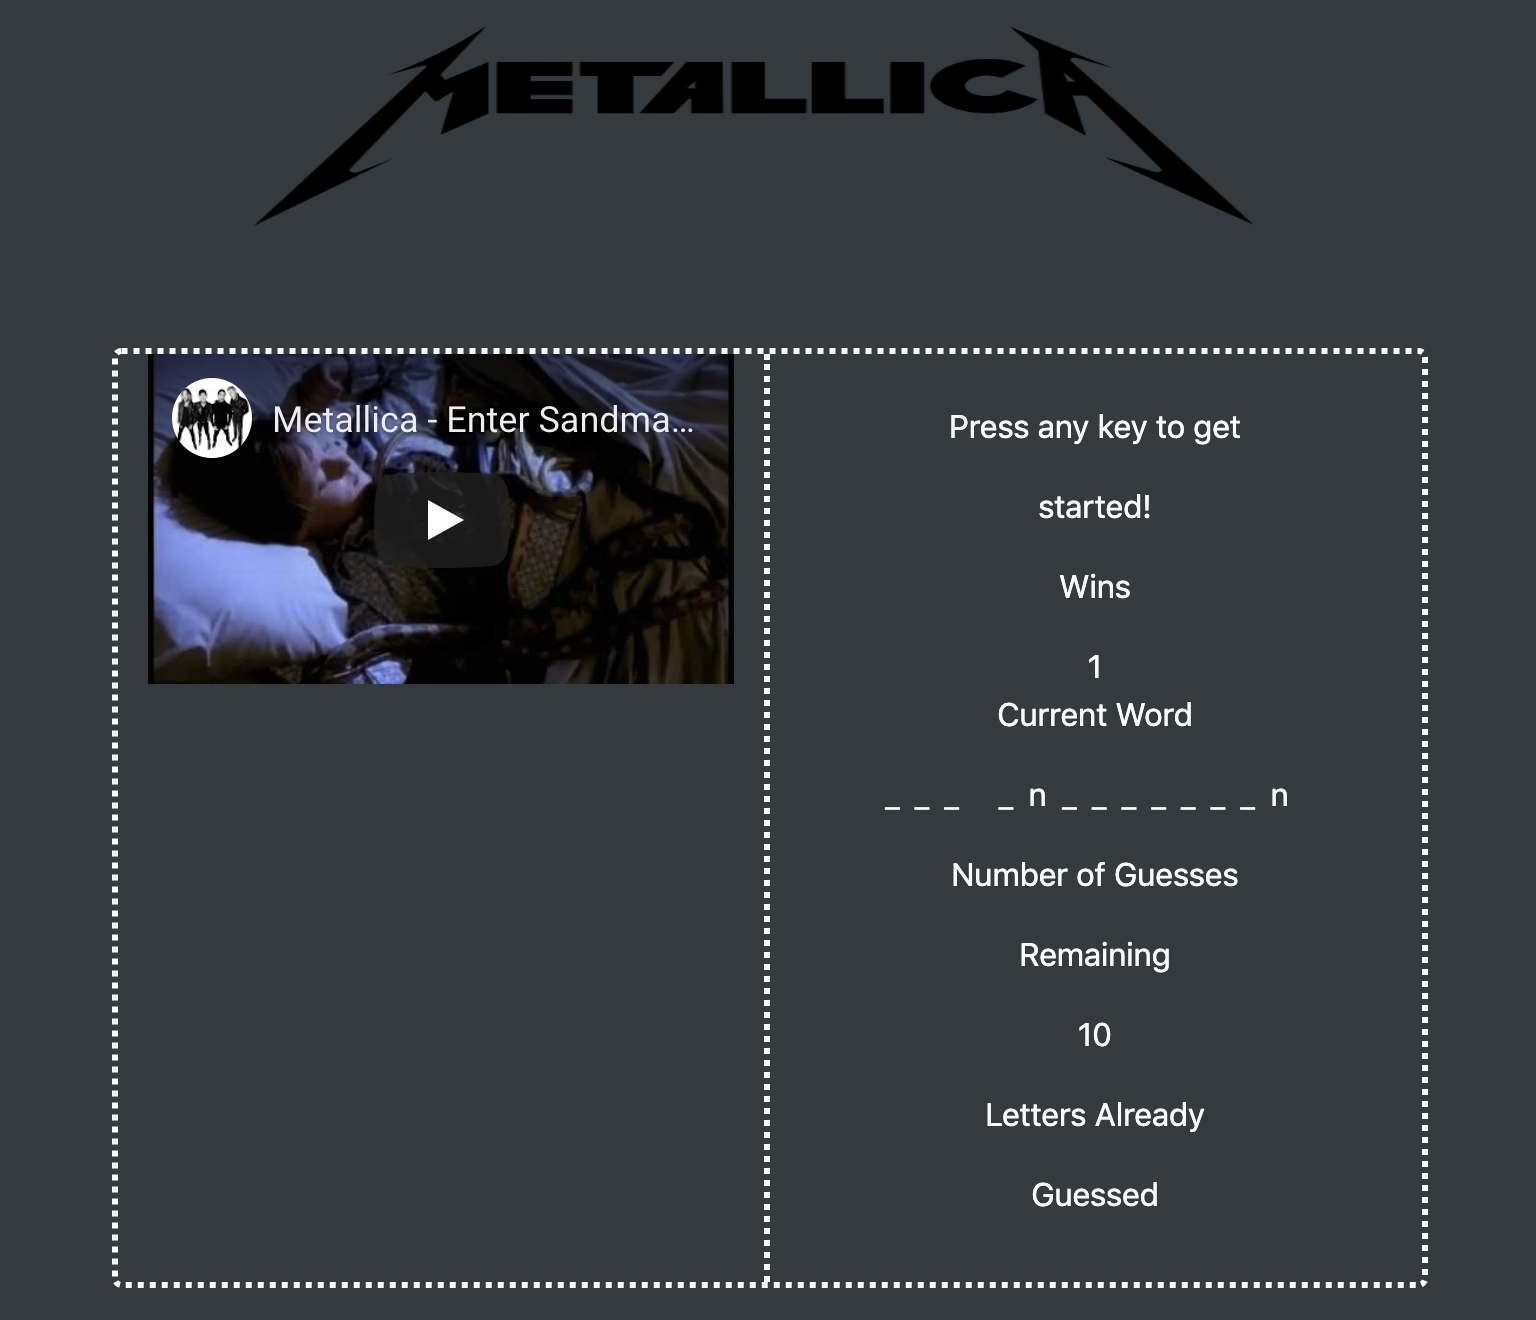 METALLICA
Metallica - Enter Sandma...
Press any key to get
started!
Wins
1
Current Word
_ _ _   _ n _ _ _ _ _ _ _ n
Number of Guesses
Remaining
10
Letters Already
Guessed